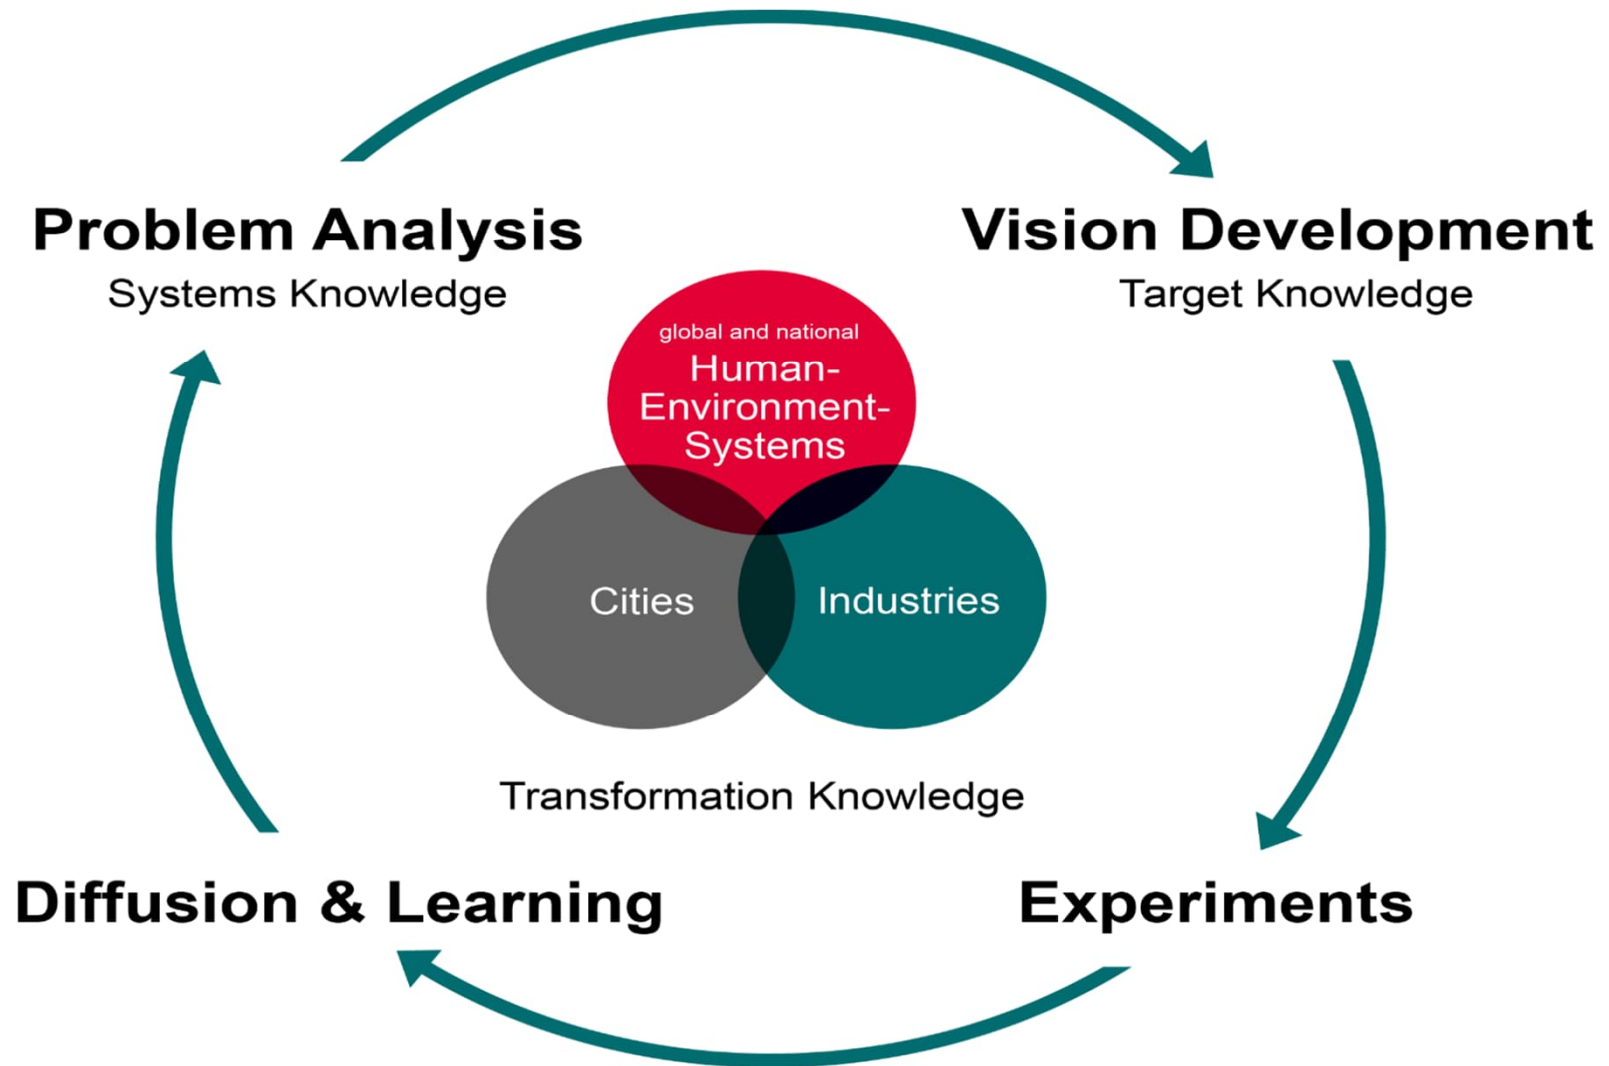 Problem Analysis
Systems Knowledge
Vision Development
Target Knowledge
global and national
Human-
Environment-
Systems
Cities
Industries
Transformation Knowledge
Diffusion & Learning
Experiments